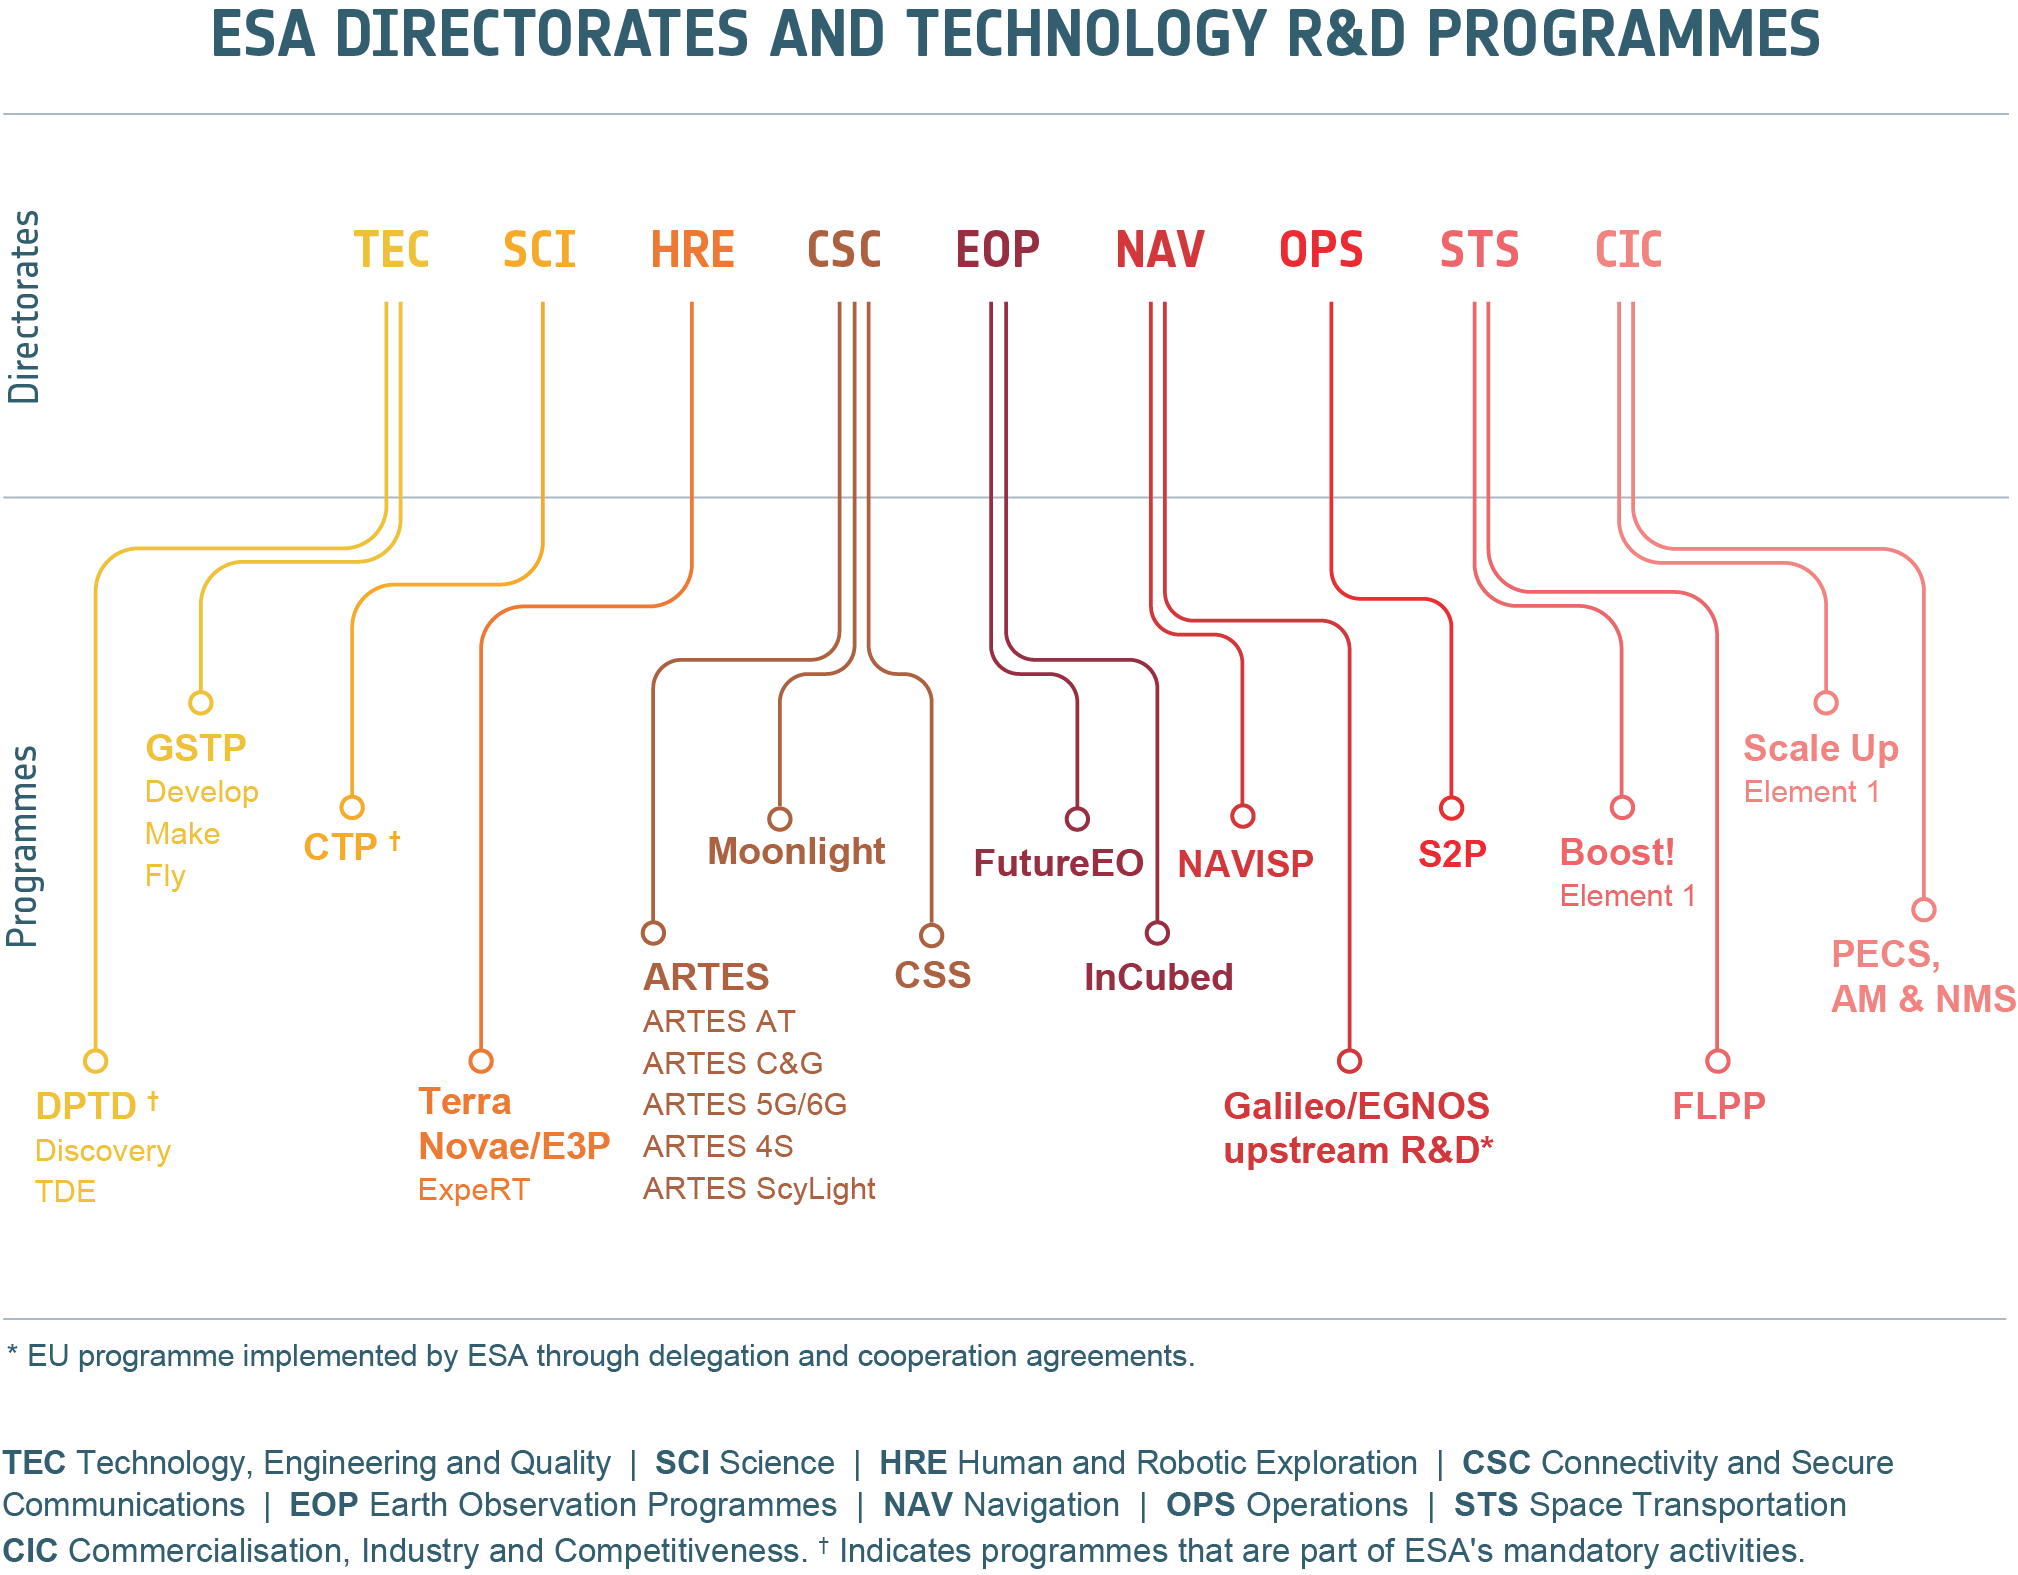 ESA DIRECTORATES AND TECHNOLOGY R&D PROGRAMMES
Directorates
TEC
SCI
HRE
CSC
EOP
NAV
OPS
STS
CIC
Programmes
GSTP
Develop
Make
Fly
DPTD †
Discovery
TDE
CTP †
Terra
Novae/E3P
ExpeRT
ARTES
ARTES AT
ARTES C&G
ARTES 5G/6G
ARTES 4S
ARTES ScyLight
Moonlight
CSS
FutureEO
InCubed
NAVISP
Galileo/EGNOS
upstream R&D*
S2P
Boost!
Element 1
FLPP
Scale Up
Element 1
PECS,
AM & NMS
* EU programme implemented by ESA through delegation and cooperation agreements.
TEC Technology, Engineering and Quality | SCI Science | HRE Human and Robotic Exploration | CSC Connectivity and Secure
Communications | EOP Earth Observation Programmes | NAV Navigation | OPS Operations | STS Space Transportation
CIC Commercialisation, Industry and Competitiveness. † Indicates programmes that are part of ESA's mandatory activities.